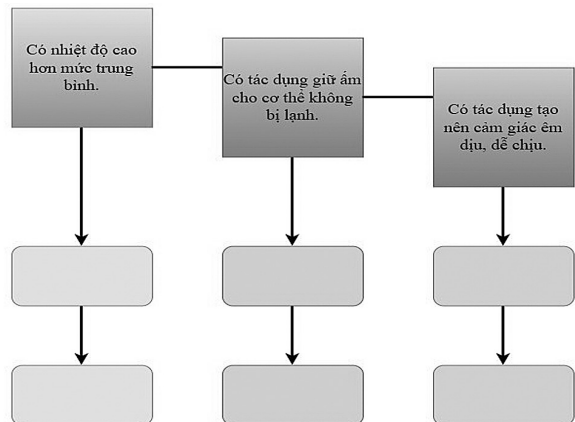 Có nhiệt độ cao
hơn mức trung
bình.
Có tác dụng giữ ấm
cho cơ thể không
bị lạnh.
Có tác dụng tạo
nên cảm giác êm
dịu, dễ chịu.